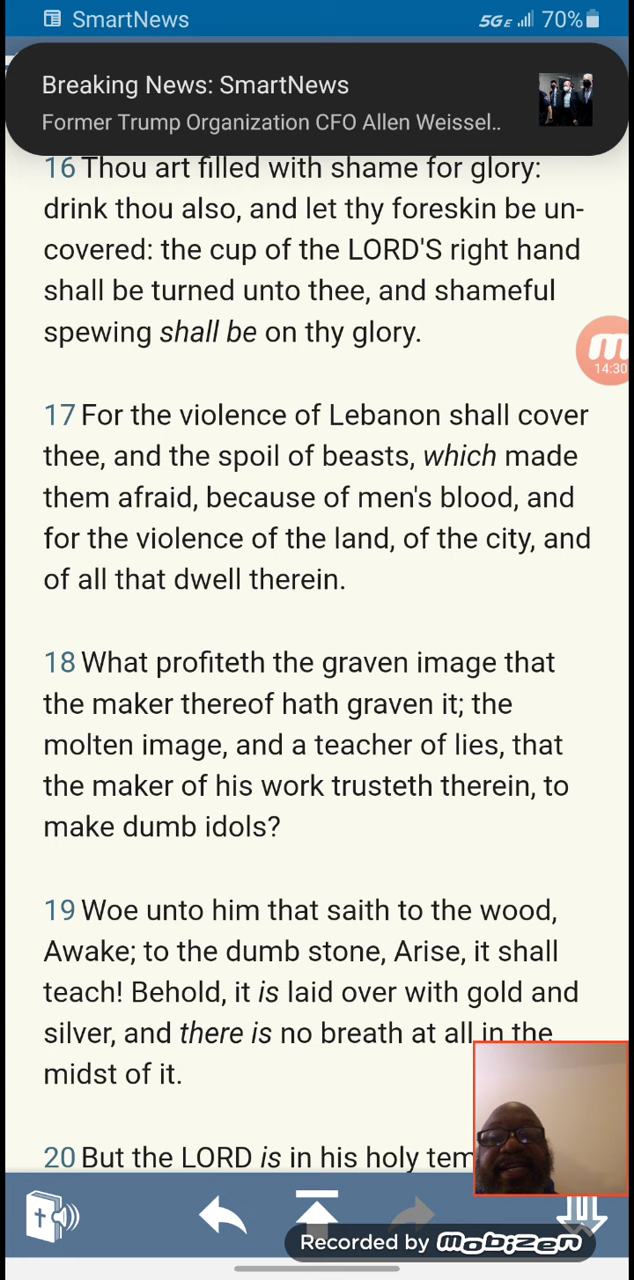 SmartNews 5G E 70%
Breaking News: SmartNews
Former Trump Organization CFO Allen Weissel..
16 Thou art filled with shame for glory:
drink thou also, and let thy foreskin be un-
covered: the cup of the LORD'S right hand
shall be turned unto thee, and shameful
spewing shall be on thy glory.
14:30
17 For the violence of Lebanon shall cover
thee, and the spoil of beasts, which made
them afraid, because of men's blood, and
for the violence of the land, of the city, and
of all that dwell therein.
18 What profiteth the graven image that
the maker thereof hath graven it; the
molten image, and a teacher of lies, that
the maker of his work trusteth therein, to
make dumb idols?
19 Woe unto him that saith to the wood,
Awake; to the dumb stone, Arise, it shall
teach! Behold, it is laid over with gold and
silver, and there is no breath at all in the
midst of it.
20 But the LORD is in his holy tem
Recorded by mobizen